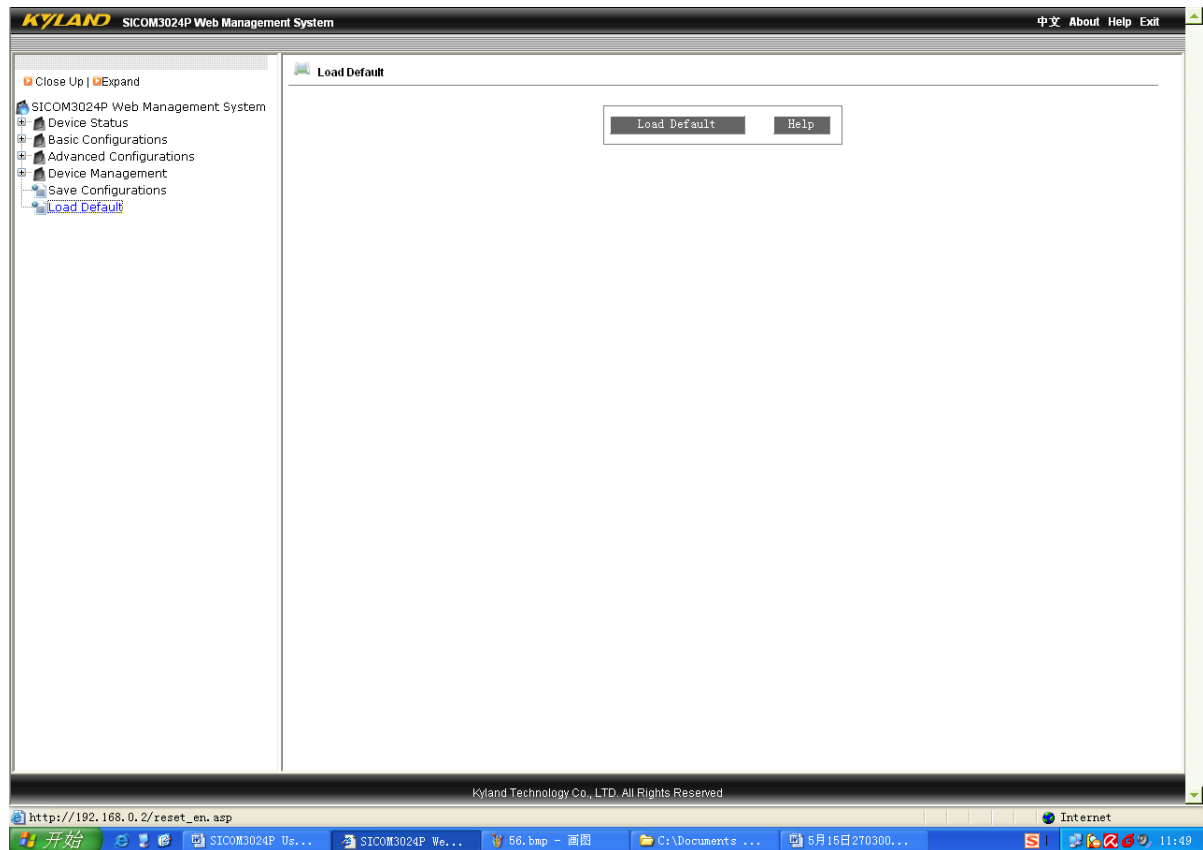 KYLAND SICOM3024P Web Management System 中文 About Help Exit
Close Up | Expand
SICOM3024P Web Management System
Device Status
Basic Configurations
Advanced Configurations
Device Management
Save Configurations
Load Default
Load Default
Load Default Help
Kyland Technology Co., LTD. All Rights Reserved
http://192.168.0.2/reset_en.asp Internet
开始 SICOM3024P Us... SICOM3024P We... 56.bmp - 画图 C:\Documents ... 5月15日270300... 11:49